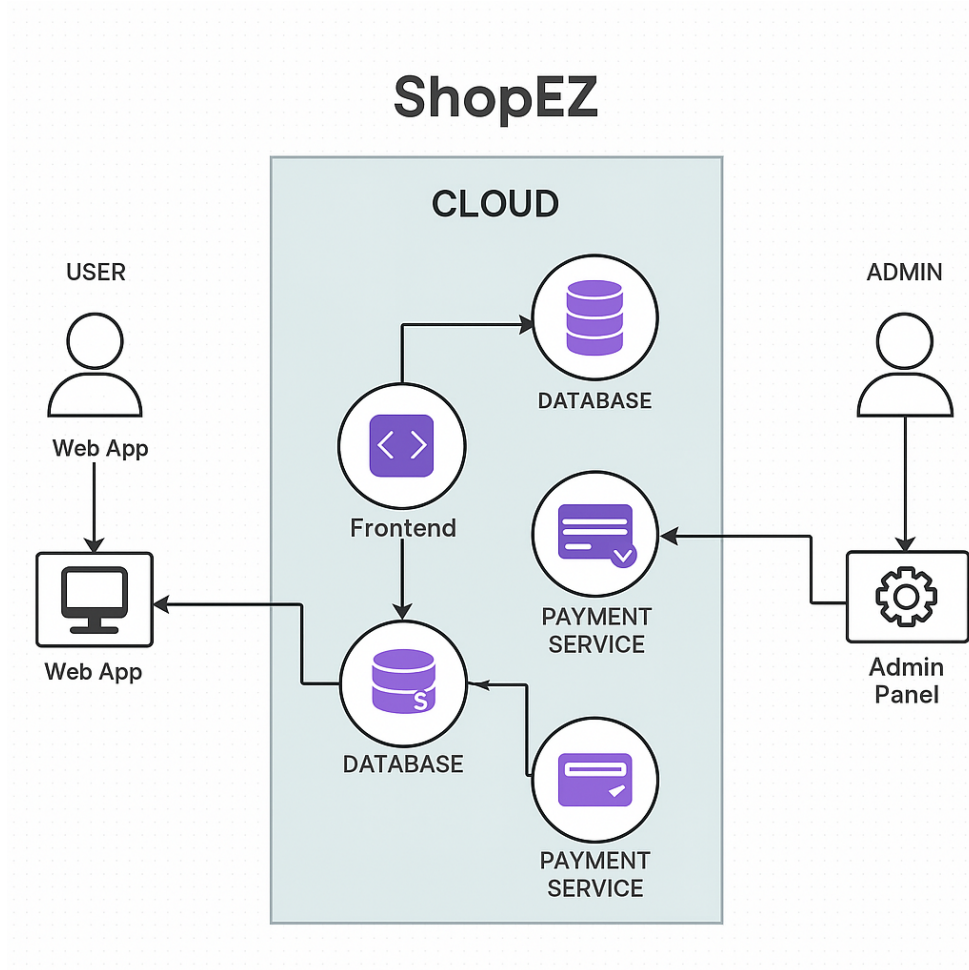 ShopEZ
CLOUD
USER
ADMIN
DATABASE
Web App
Frontend
PAYMENT
SERVICE
Web App
Admin
Panel
S
DATABASE
PAYMENT
SERVICE